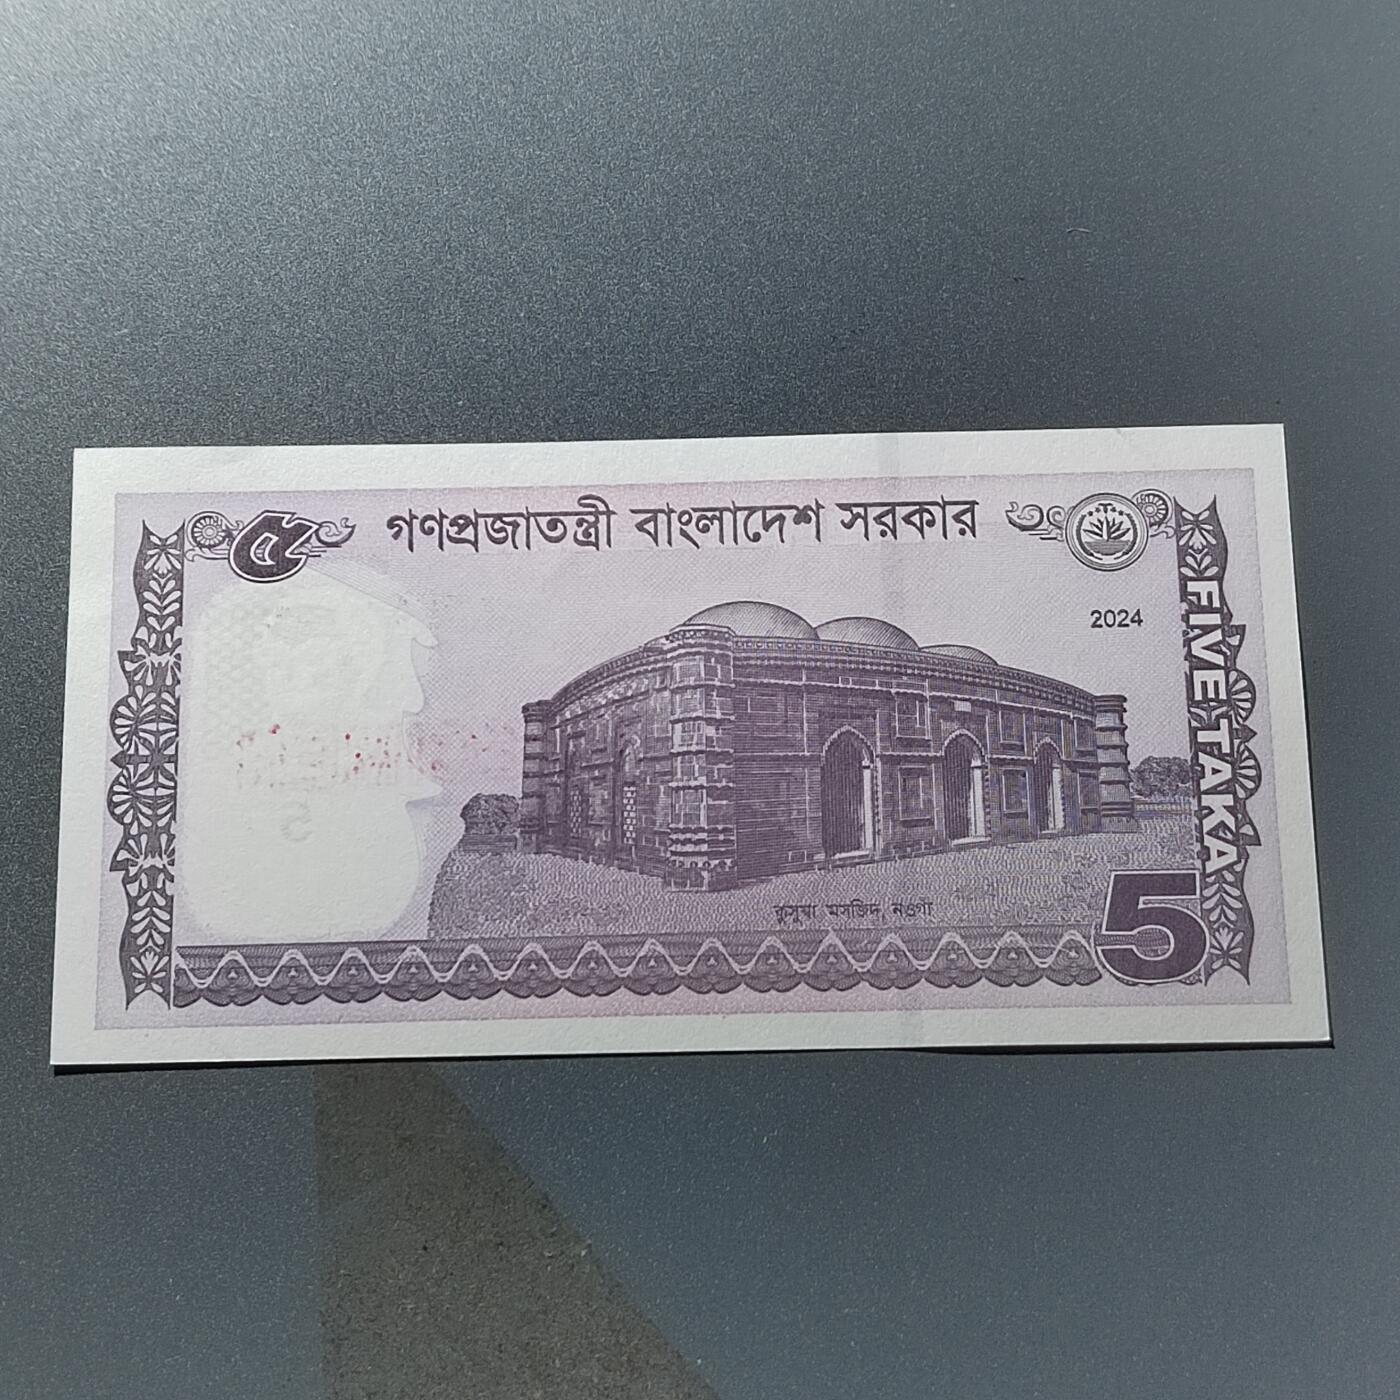 ৫
গণপ্রজাতন্ত্রী বাংলাদেশ সরকার
2024
FIVE TAKA
কুসুম্বা মসজিদ, নওগাঁ
5